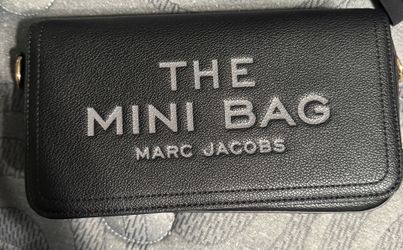 THE
MINI BAG
MARC JACOBS